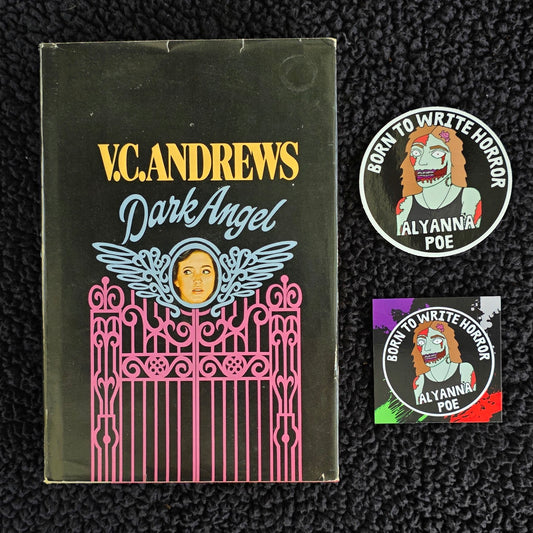 V.C.ANDREWS
Dark Angel
BORN TO WRITE HORROR
ALYANNA
POE
BORN TO WRITE HORROR
ALYANNA
POE